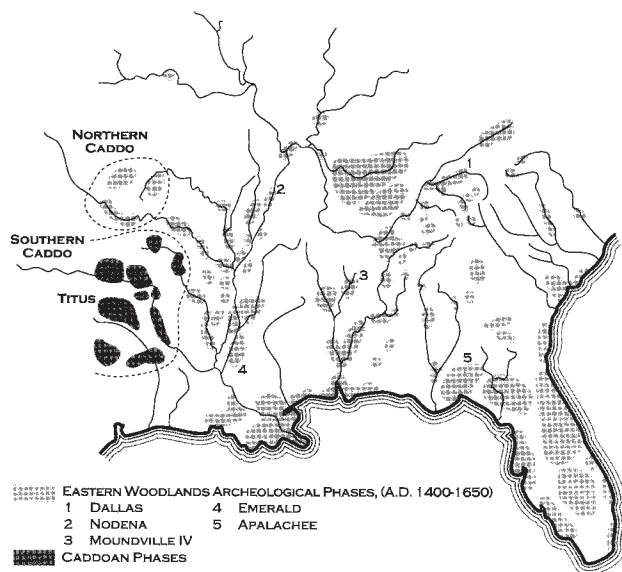 NORTHERN
CADDO
1
2
SOUTHERN
CADDO
TITUS
3
4
5
EASTERN WOODLANDS ARCHEOLOGICAL PHASES, (A.D. 1400-1650)
1 DALLAS 4 EMERALD
2 NODENA 5 APALACHEE
3 MOUNDVILLE IV
CADDOAN PHASES